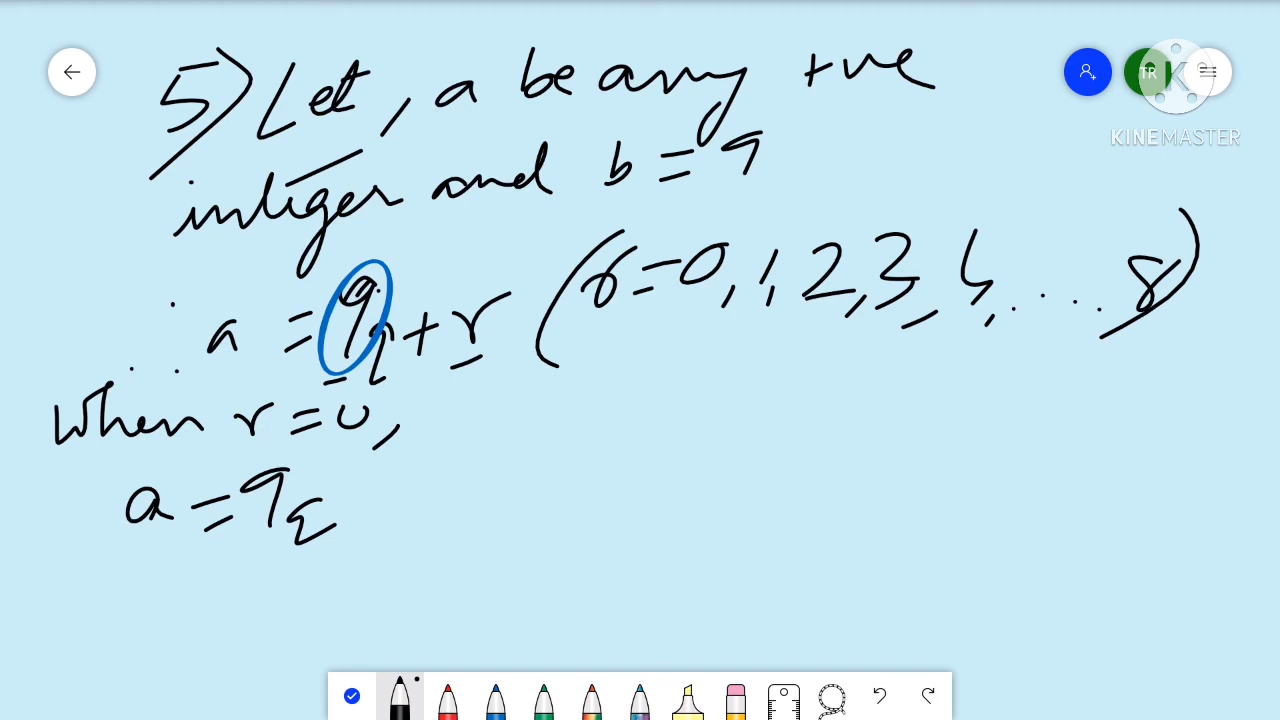 5) Let, a be any +ve
TR
K
KINEMASTER
integer and b = 9
∴ a = 9q + r (r = 0, 1, 2, 3, 4, .... 8)
when r = 0,
a = 9q